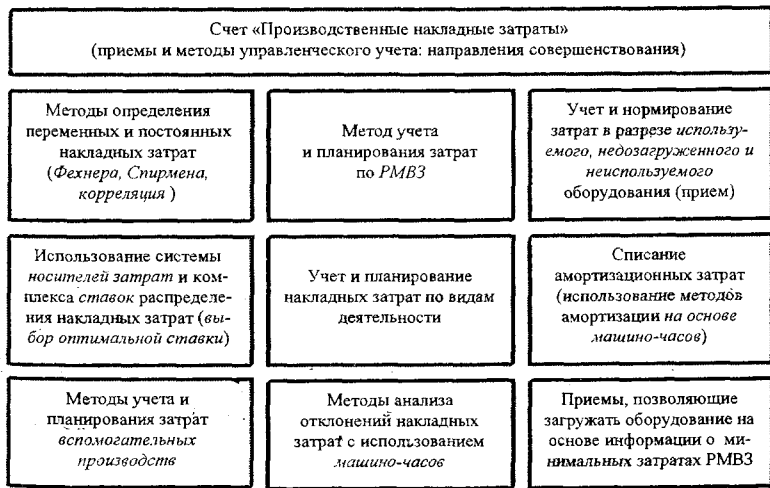 Счет «Производственные накладные затраты»
(приемы и методы управленческого учета: направления совершенствования)
Методы определения
переменных и постоянных
накладных затрат
(Фехнера, Спирмена,
корреляция )
Метод учета
и планирования затрат
по РМВЗ
Учет и нормирование
затрат в разрезе использу-
емого, недозагруженного и
неиспользуемого
оборудования (прием)
Использование системы
носителей затрат и ком-
плекса ставок распределе-
ния накладных затрат (вы-
бор оптимальной ставки)
Учет и планирование
накладных затрат по видам
деятельности
Списание
амортизационных затрат
(использование методов
амортизации на основе
машино-часов)
Методы учета и
планирования затрат
вспомогательных
производств
Методы анализа
отклонений накладных
затрат с использованием
машино-часов
Приемы, позволяющие
загружать оборудование на
основе информации о ми-
нимальных затратах РМВЗ